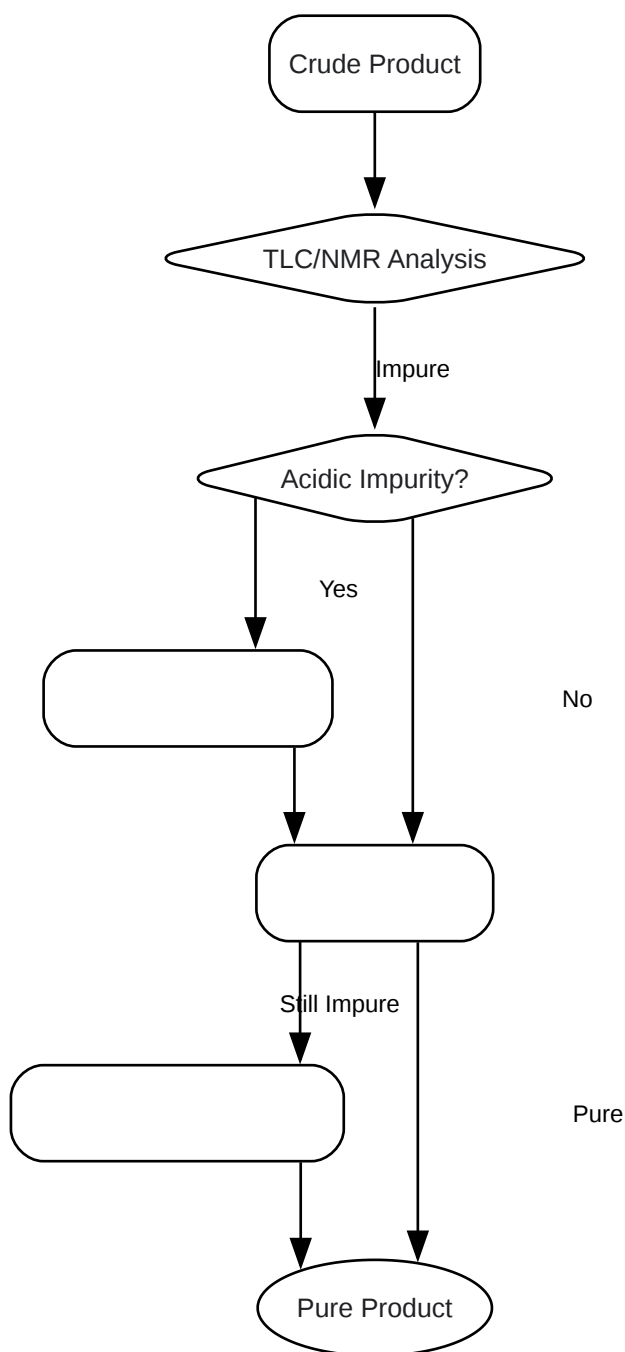 Crude Product
TLC/NMR Analysis
Impure
Acidic Impurity?
Yes
No
Still Impure
Pure
Pure Product